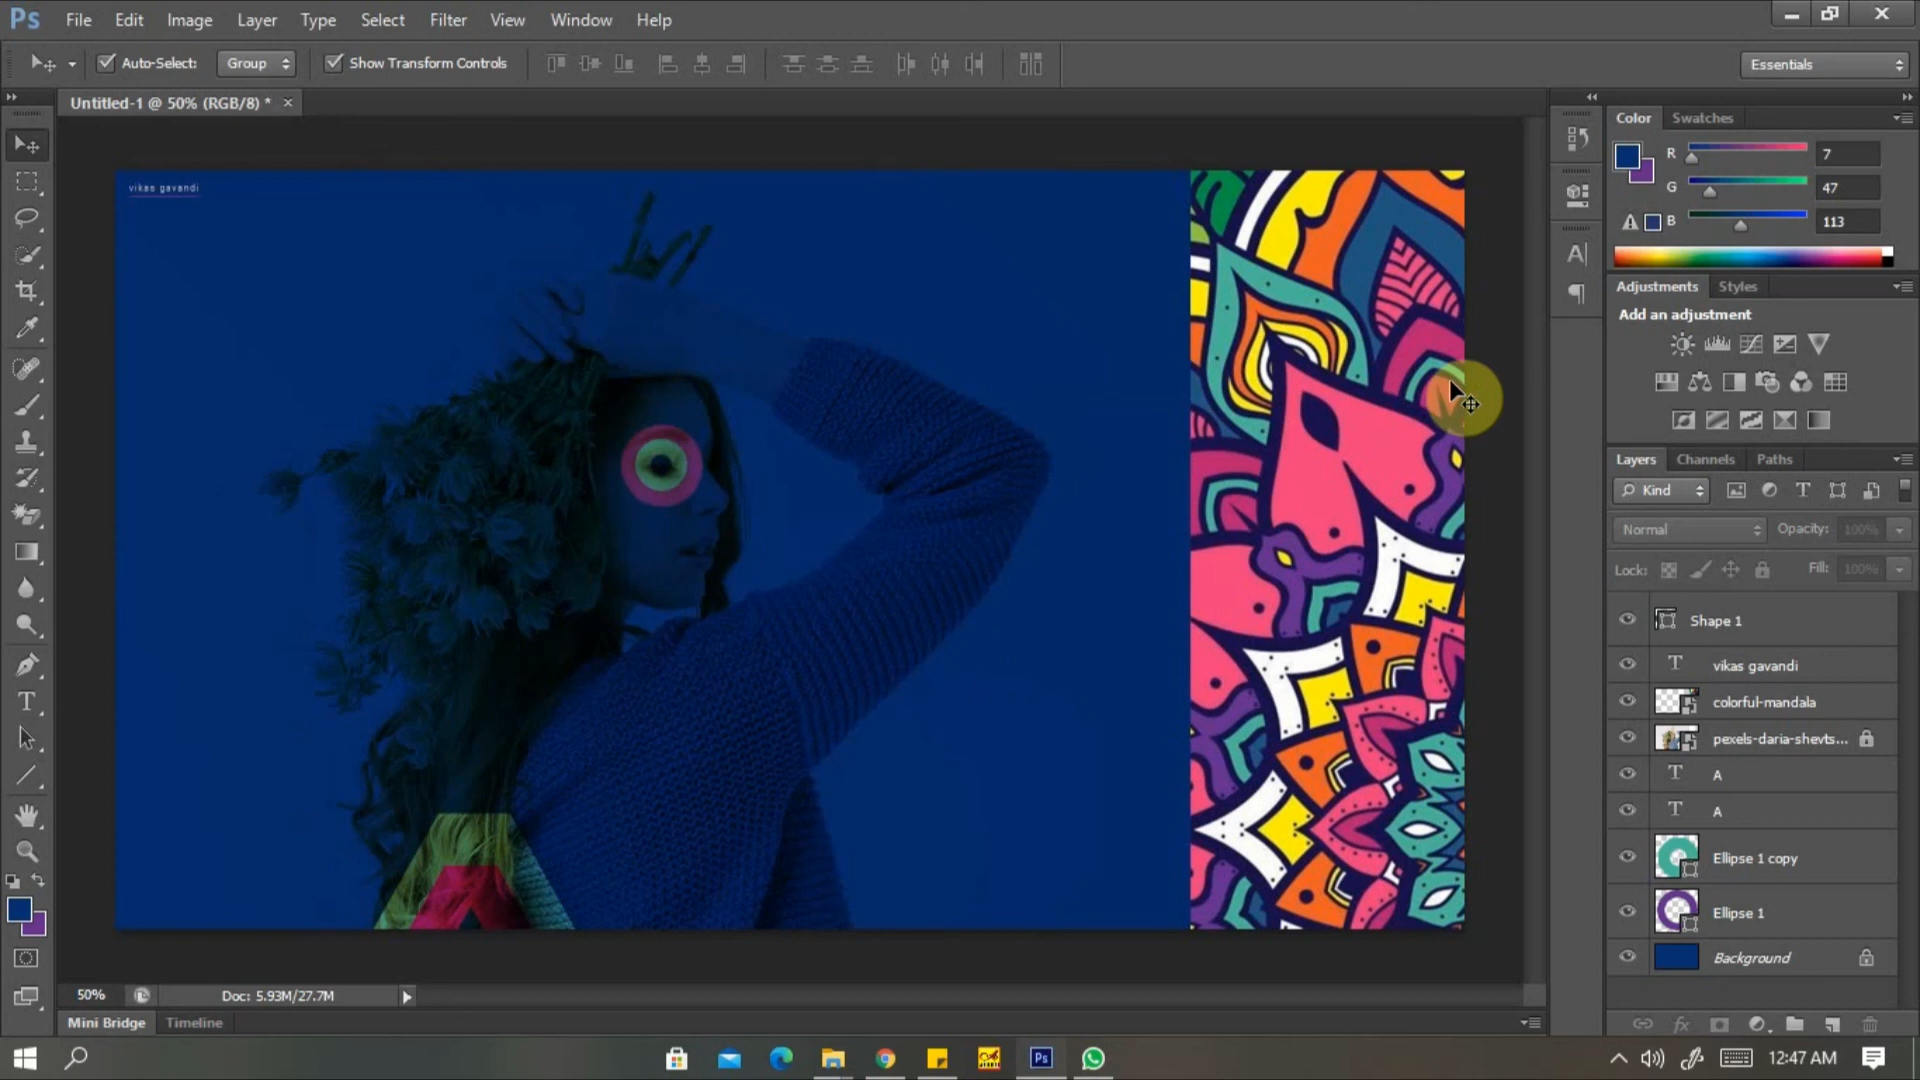 Ps File Edit Image Layer Type Select Filter View Window Help
Auto-Select: Group Show Transform Controls Essentials
Untitled-1 @ 50% (RGB/8) * ×
vikas gavandi
Color Swatches
R 7
G 47
B 113
Adjustments Styles
Add an adjustment
Layers Channels Paths
Kind
Normal Opacity: 100%
Lock: Fill: 100%
Shape 1
vikas gavandi
colorful-mandala
pexels-daria-shevts...
A
A
Ellipse 1 copy
Ellipse 1
Background
50% Doc: 5.93M/27.7M
Mini Bridge Timeline
Ps 12:47 AM